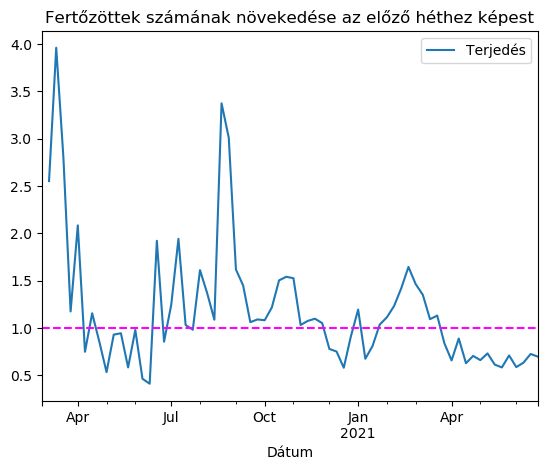 Fertőzöttek számának növekedése az előző héthez képest
Terjedés
4.0
3.5
3.0
2.5
2.0
1.5
1.0
0.5
Apr
Jul
Oct
Jan
2021
Apr
Dátum